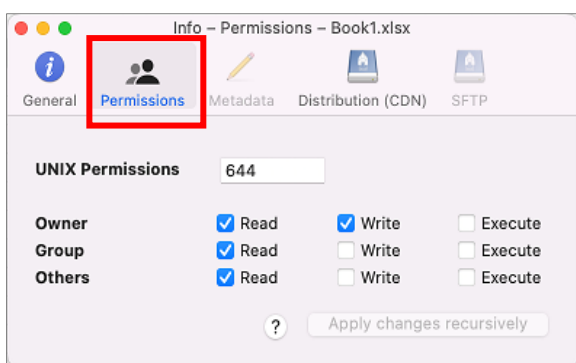 Info – Permissions – Book1.xlsx
General Permissions Metadata Distribution (CDN) SFTP
UNIX Permissions 644
Owner Read Write Execute
Group Read Write Execute
Others Read Write Execute
? Apply changes recursively